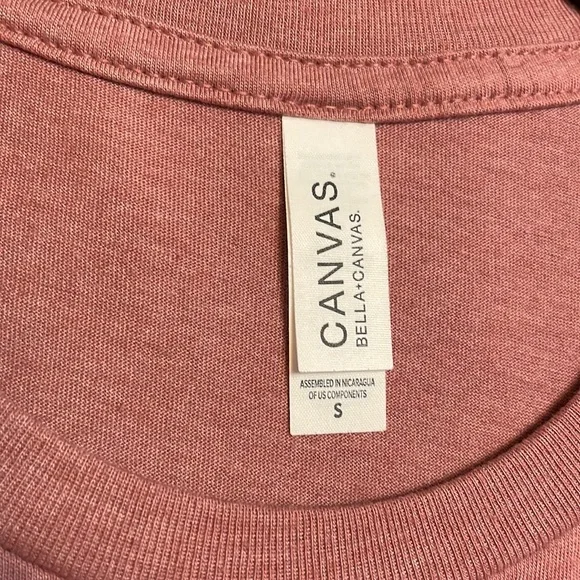 CANVAS.
BELLA+CANVAS.
ASSEMBLED IN NICARAGUA
OF US COMPONENTS
S